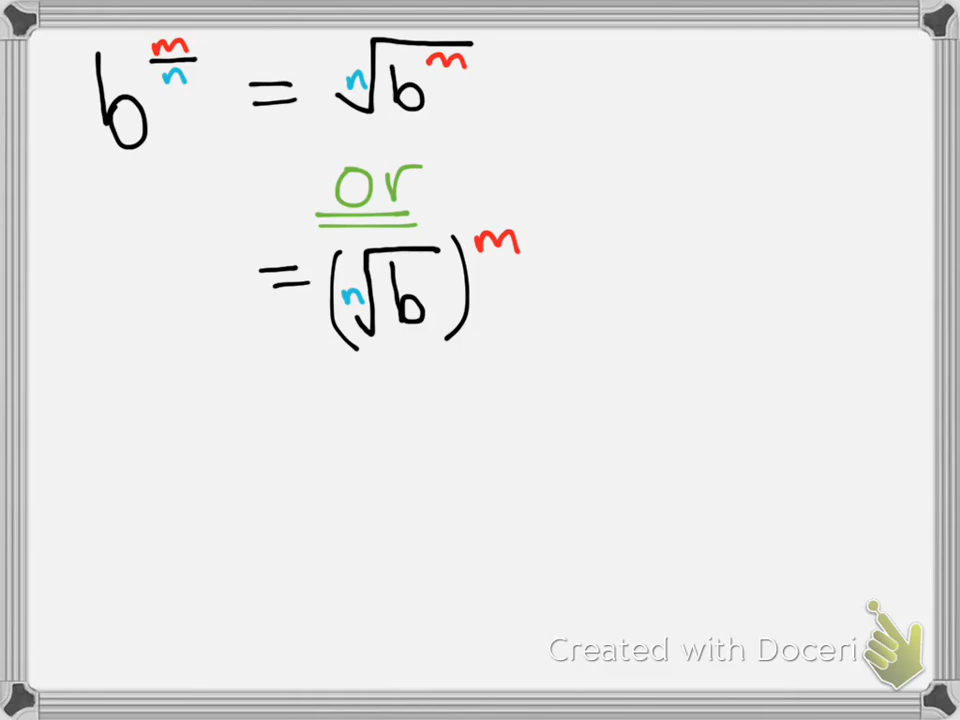 b^(m/n) = ⁿ√(b^m)
or
= (ⁿ√b)^m
Created with Doceri